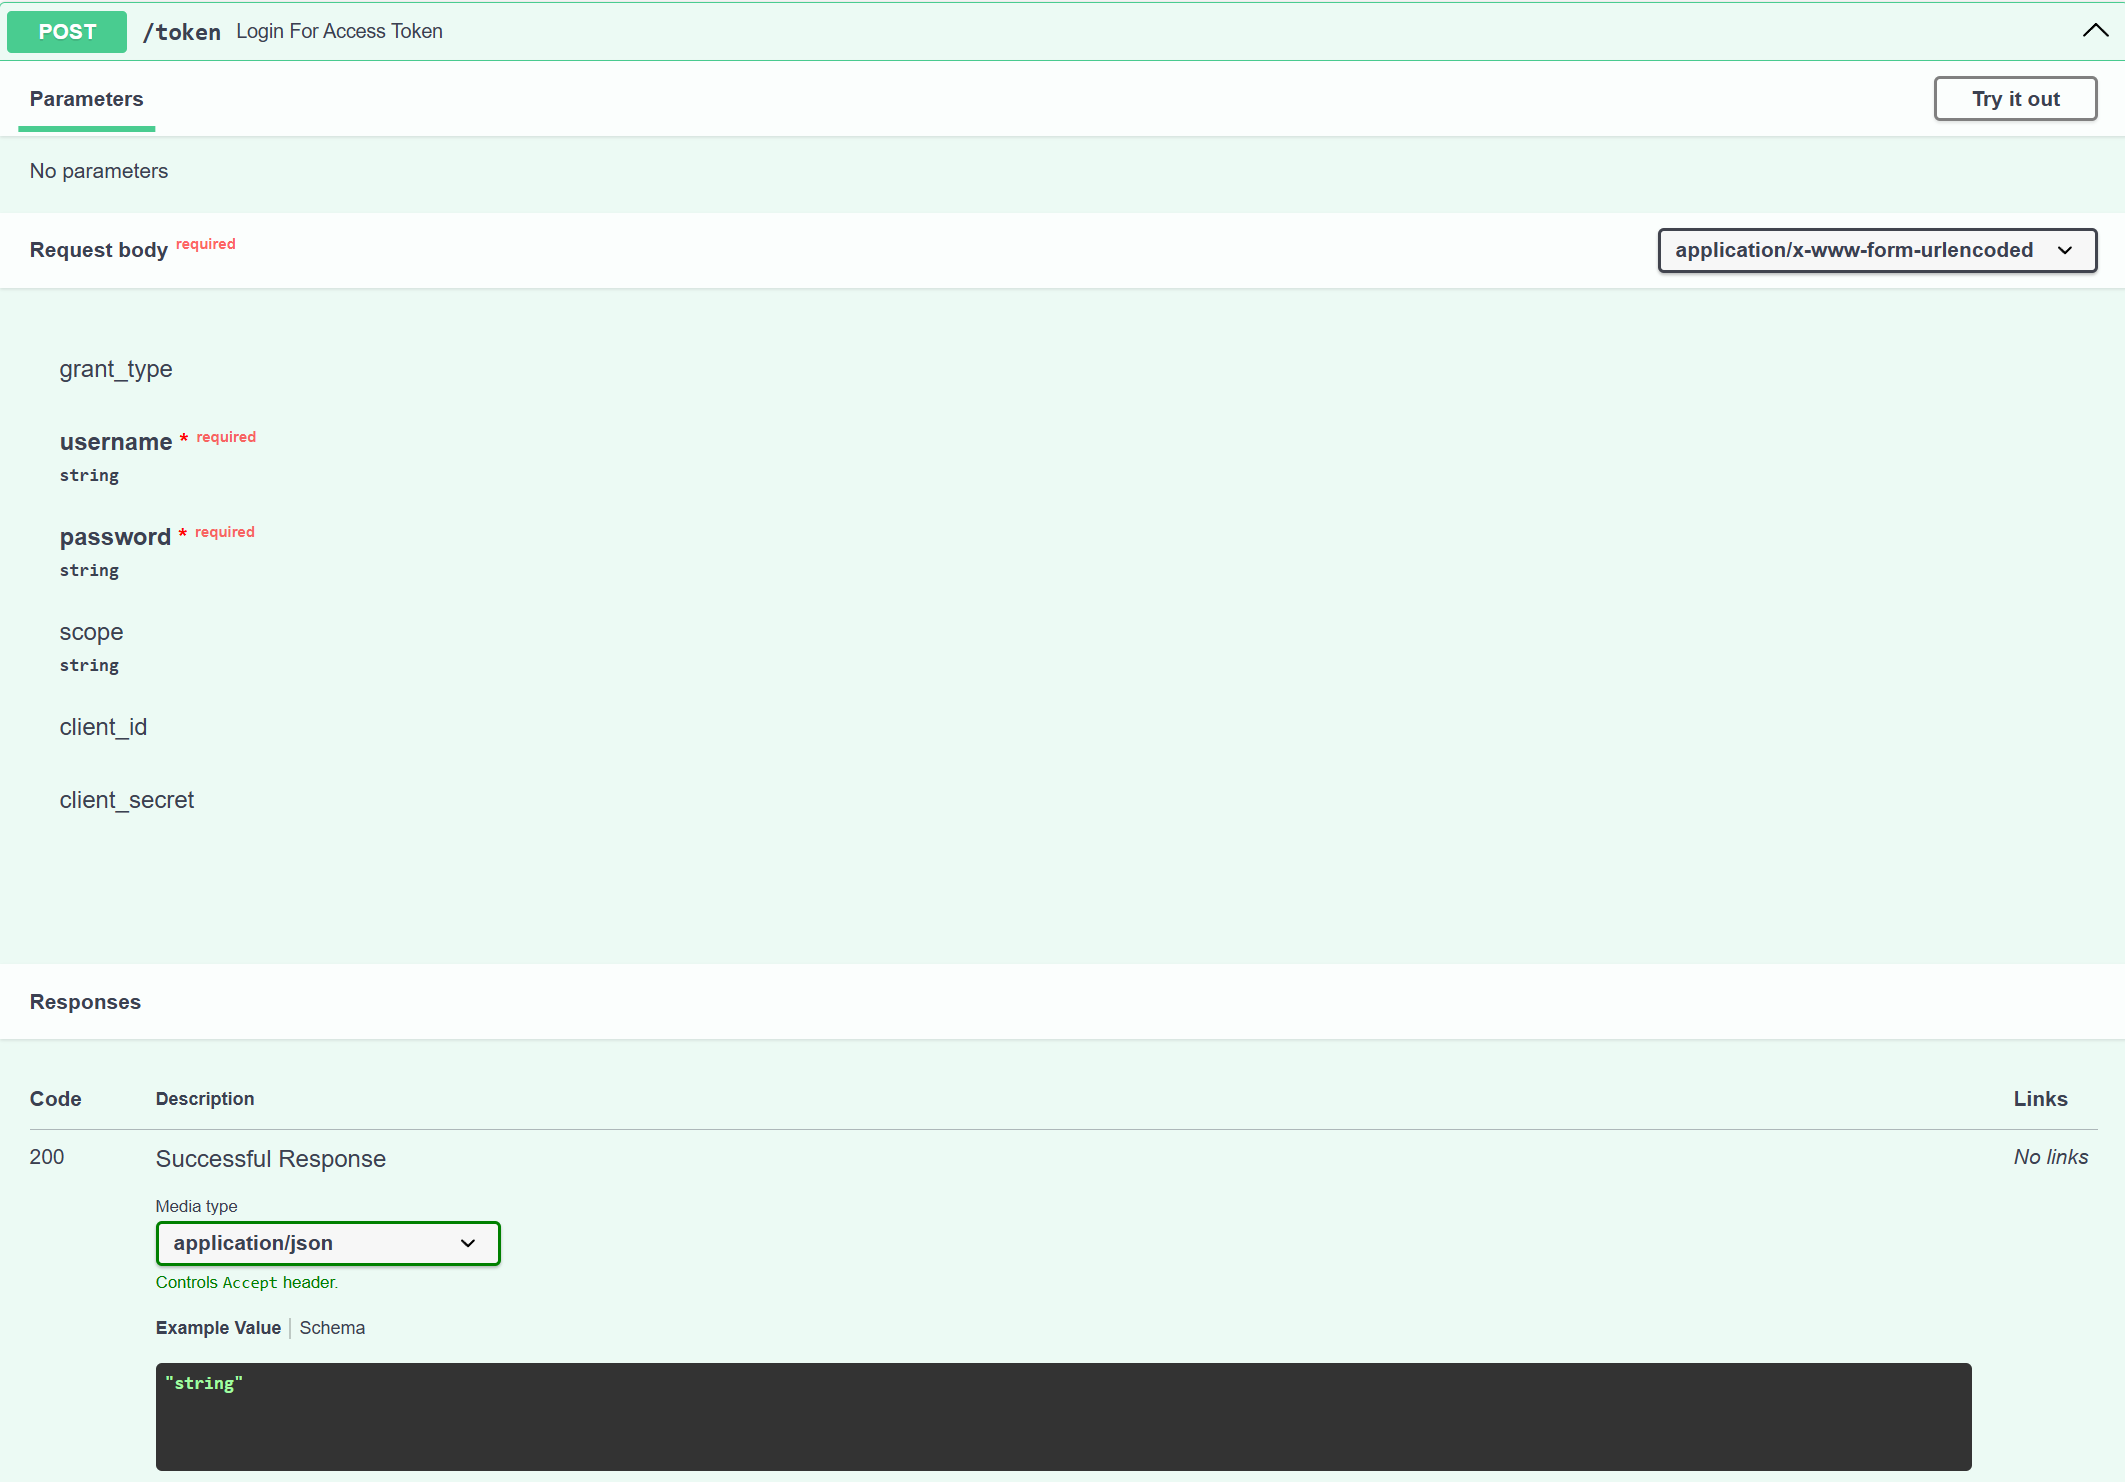 POST /token Login For Access Token
Parameters
Try it out
No parameters
Request body required
application/x-www-form-urlencoded
grant_type
username * required
string
password * required
string
scope
string
client_id
client_secret
Responses
Code Description Links
200 Successful Response No links
Media type
application/json
Controls Accept header.
Example Value Schema
"string"